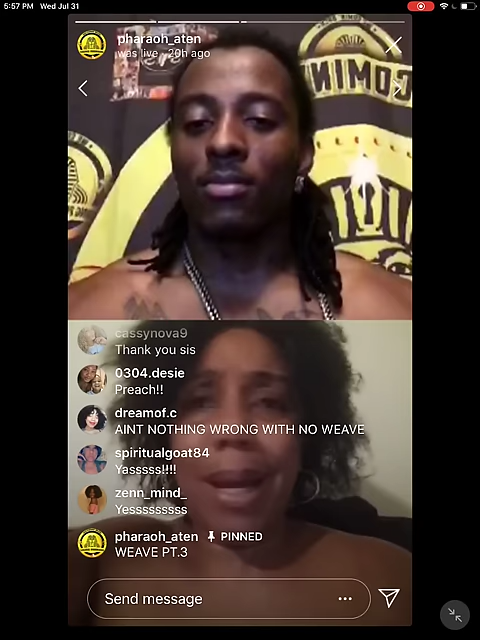 5:57 PM Wed Jul 31
pharaoh_aten
was live · 20h ago
COMIN
cassynova9
Thank you sis
0304.desie
Preach!!
dreamof.c
AINT NOTHING WRONG WITH NO WEAVE
spiritualgoat84
Yasssss!!!!
zenn_mind_
Yesssssssss
pharaoh_aten PINNED
WEAVE PT.3
Send message